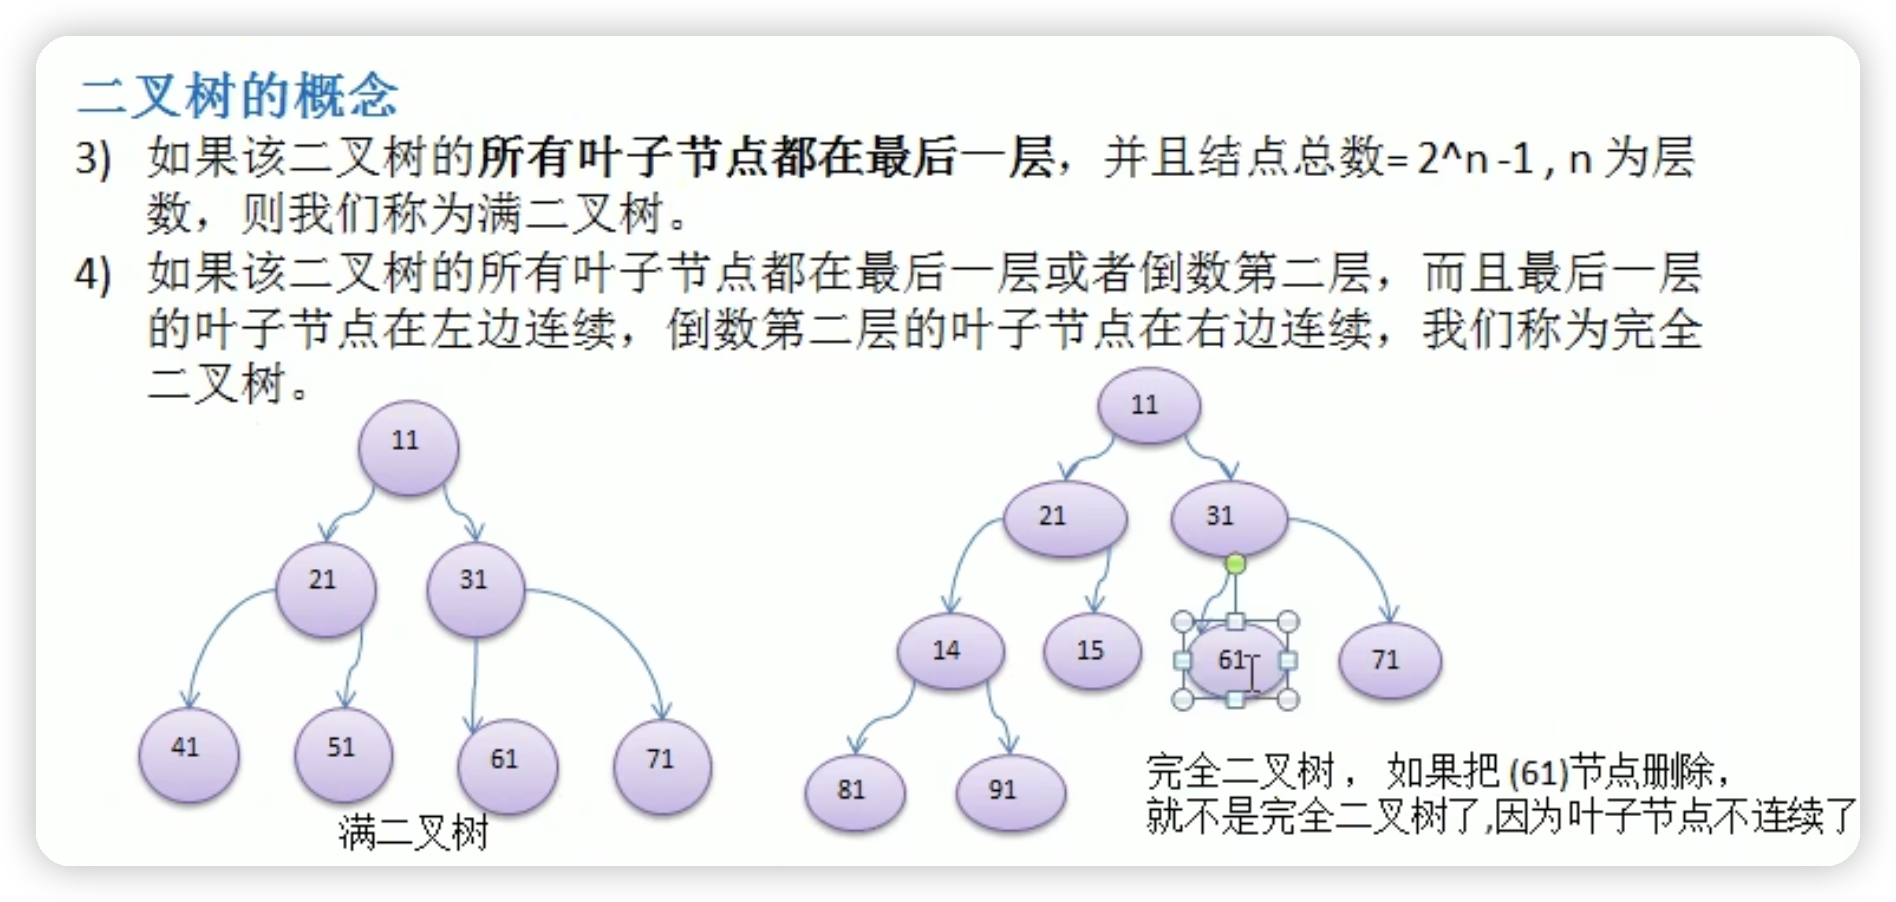 二叉树的概念
3) 如果该二叉树的所有叶子节点都在最后一层，并且结点总数= 2^n -1 , n 为层
数，则我们称为满二叉树。
4) 如果该二叉树的所有叶子节点都在最后一层或者倒数第二层，而且最后一层
的叶子节点在左边连续，倒数第二层的叶子节点在右边连续，我们称为完全
二叉树。
11
21 31
41 51 61 71
满二叉树
11
21 31
14 15 61 71
81 91
完全二叉树， 如果把 (61)节点删除，
就不是完全二叉树了,因为叶子节点不连续了